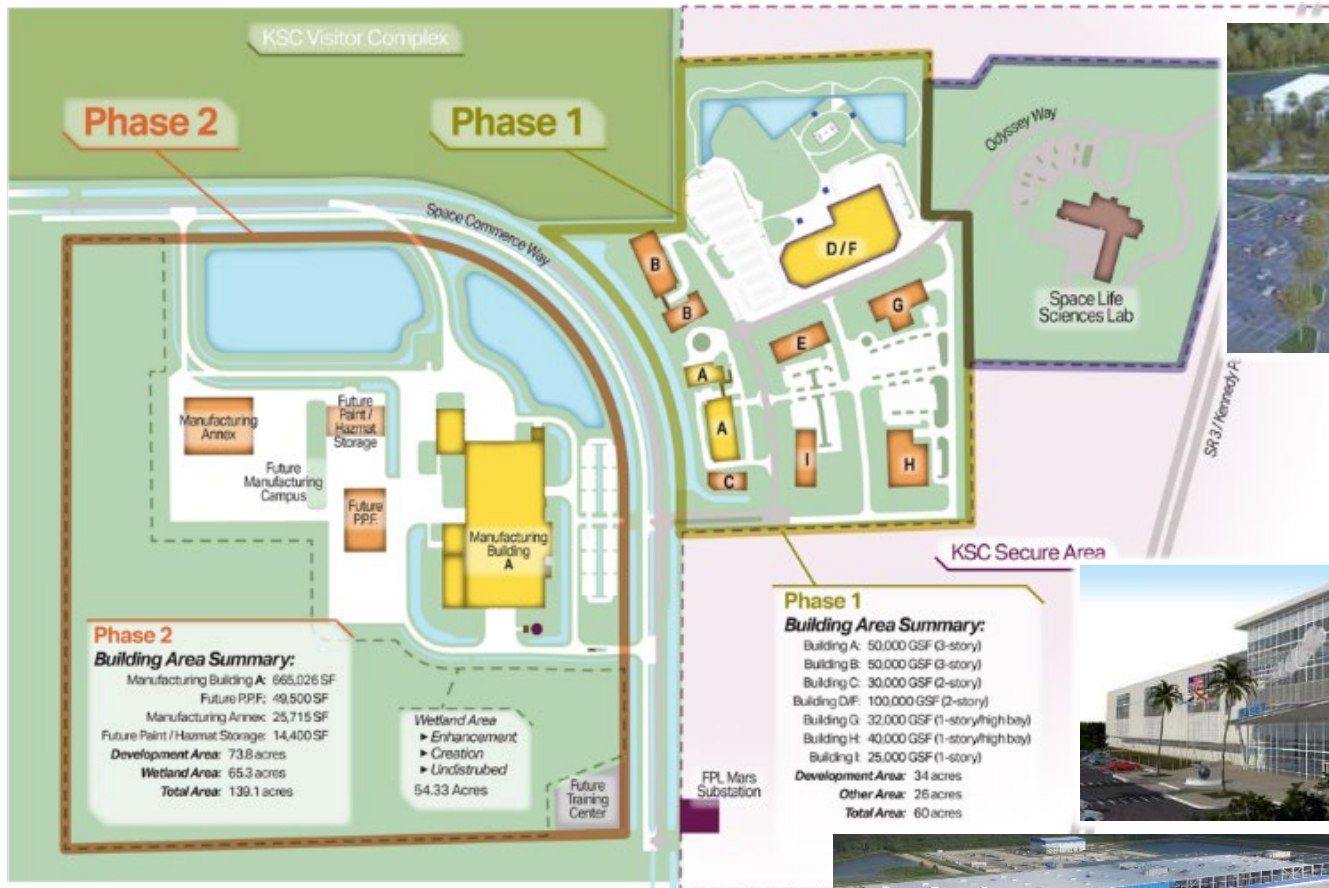 KSC Visitor Complex
Phase 2
Phase 1
Space Commerce Way
Odyssey Way
D / F
B
B
G
E
A
A
I
H
C
Space Life
Sciences Lab
Manufacturing
Annex
Future
Paint /
Hazmat
Storage
Future
Manufacturing
Campus
Future
P.P.F.
Manufacturing
Building
A
KSC Secure Area
Phase 2
Building Area Summary:
Manufacturing Building A: 665,026 SF
Future P.P.F.: 49,500 SF
Manufacturing Annex: 25,715 SF
Future Paint / Hazmat Storage: 14,400 SF
Development Area: 73.8 acres
Wetland Area: 65.3 acres
Total Area: 139.1 acres
Wetland Area
▸ Enhancement
▸ Creation
▸ Undistrubed
54.33 Acres
Future
Training
Center
FPL Mars
Substation
Phase 1
Building Area Summary:
Building A: 50,000 GSF (3-story)
Building B: 50,000 GSF (3-story)
Building C: 30,000 GSF (2-story)
Building D/F: 100,000 GSF (2-story)
Building G: 32,000 GSF (1-story/high bay)
Building H: 40,000 GSF (1-story/high bay)
Building I: 25,000 GSF (1-story)
Development Area: 34 acres
Other Area: 26 acres
Total Area: 60 acres
SR 3 / Kennedy